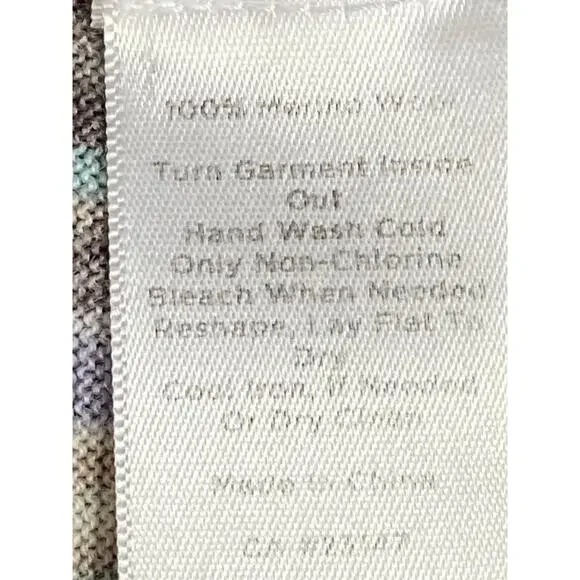 100% Merino Wool
Turn Garment Inside
Out
Hand Wash Cold
Only Non-Chlorine
Bleach When Needed
Reshape, Lay Flat To
Dry
Cool Iron, If Needed
Or Dry Clean
Made In China
CA #